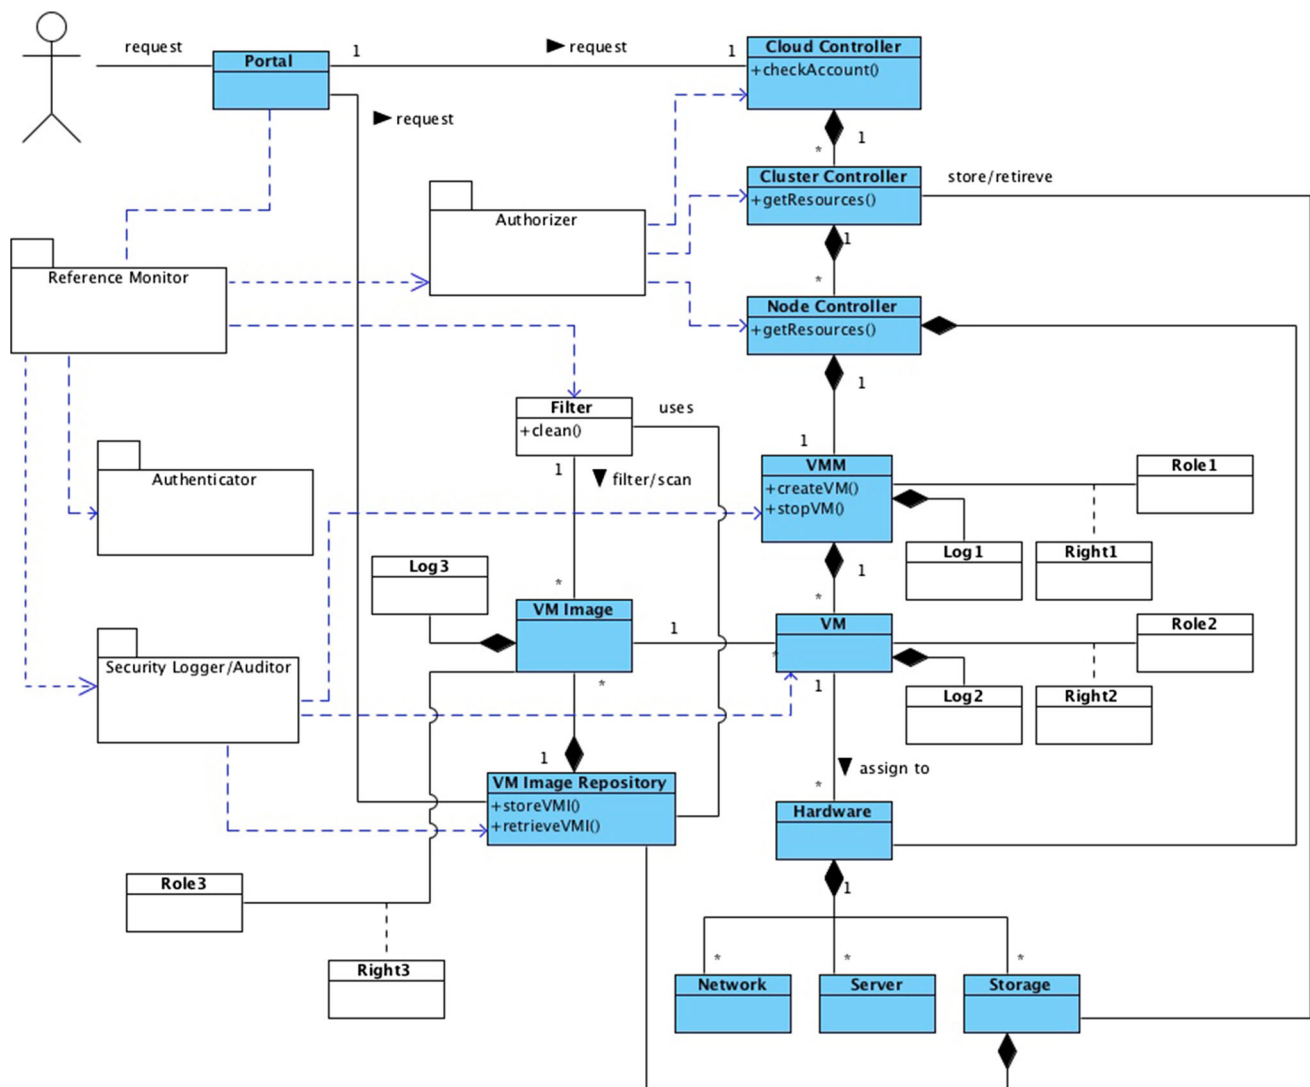 request
Portal
1
request
1
Cloud Controller
+checkAccount()
request
1
*
Cluster Controller
+getResources()
store/retireve
Authorizer
1
*
Reference Monitor
Node Controller
+getResources()
1
Filter
+clean()
uses
1
1
filter/scan
VMM
+createVM()
+stopVM()
Role1
Authenticator
Log1
Right1
Log3
*
1
*
VM Image
1
VM
*
Role2
Security Logger/Auditor
*
1
Log2
Right2
1
assign to
*
VM Image Repository
+storeVMI()
+retrieveVMI()
Hardware
1
Role3
*
*
*
Right3
Network
Server
Storage